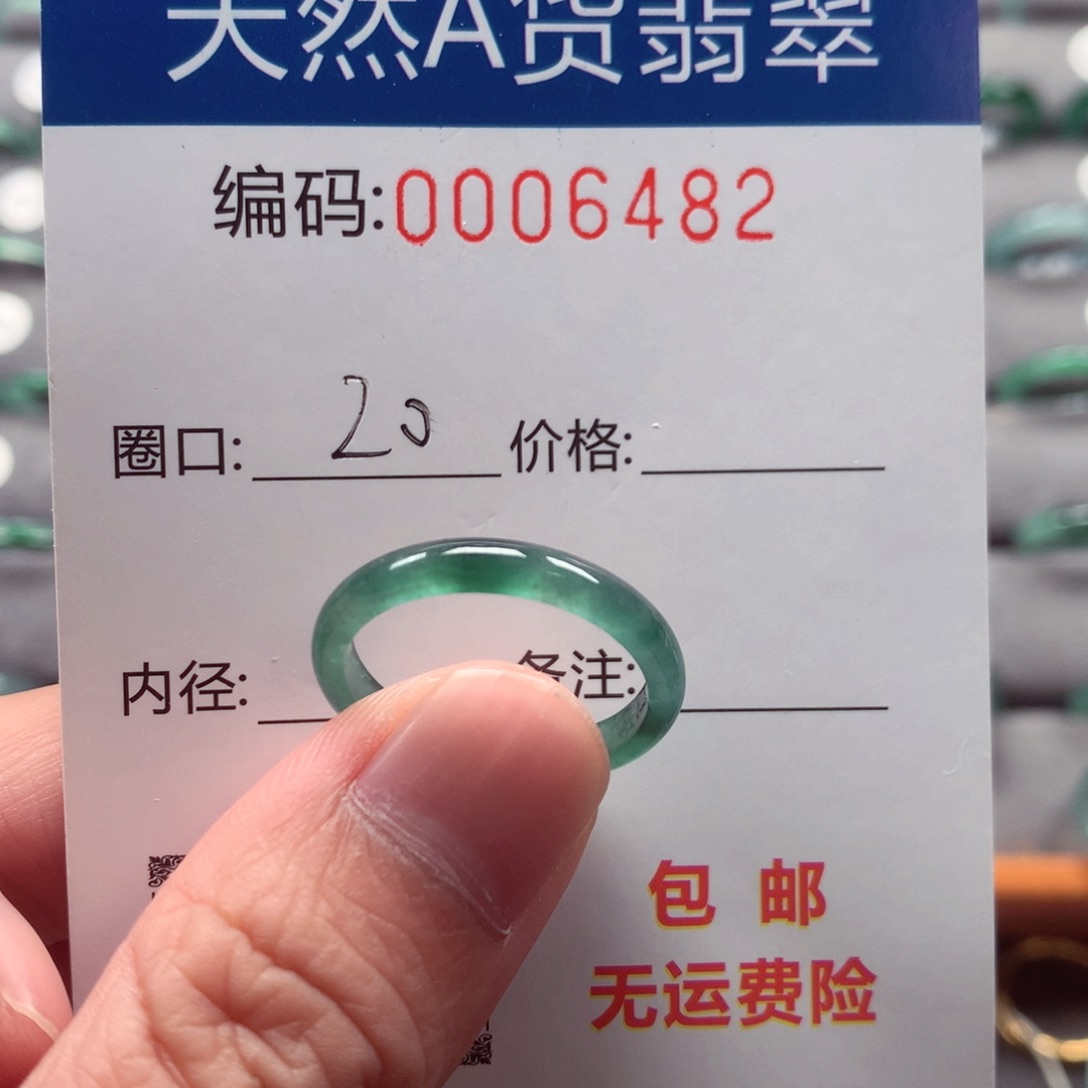 天然A货翡翠
编码:0006482
圈口: 20 价格:
内径: 备注:
包 邮
无运费险